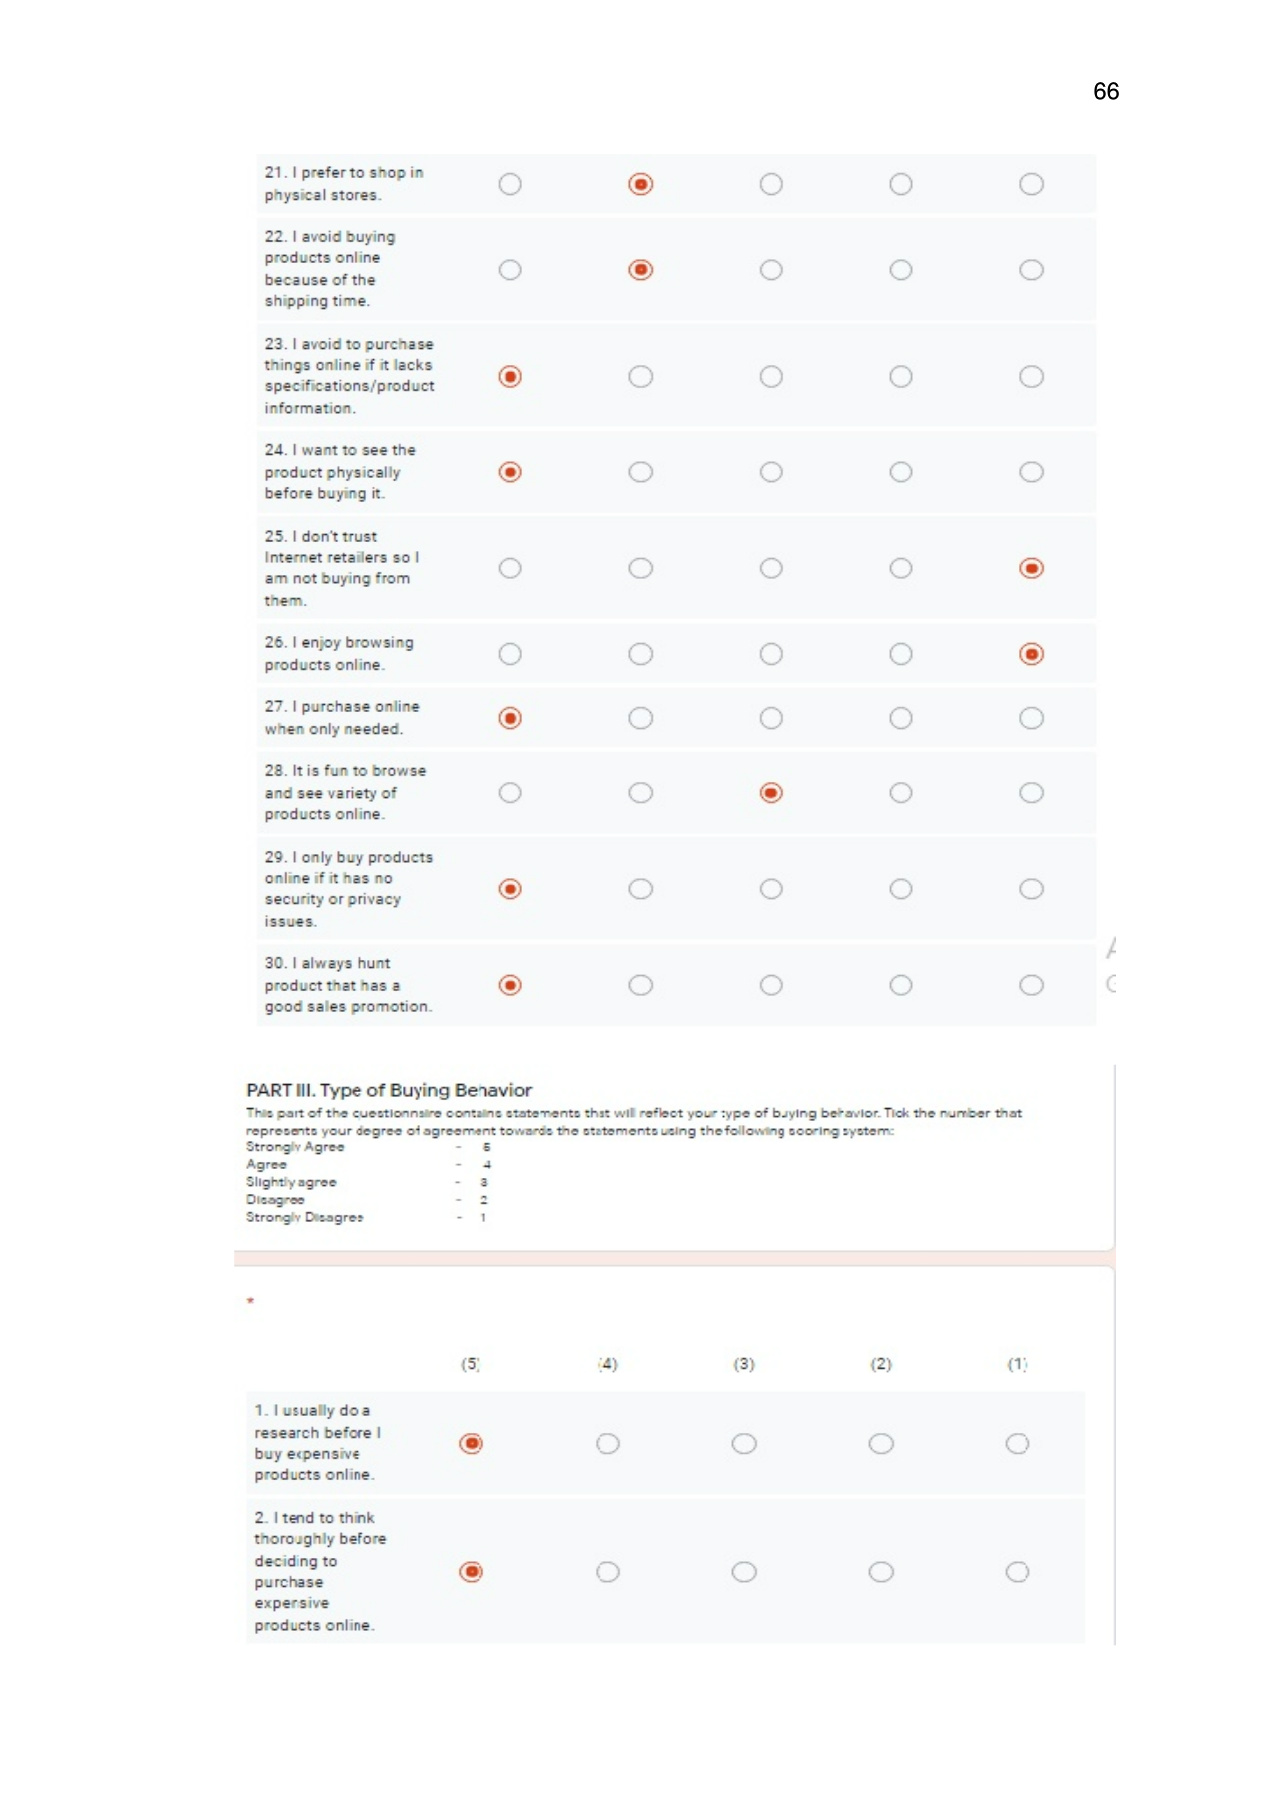 66
21. I prefer to shop in
physical stores.
22. I avoid buying
products online
because of the
shipping time.
23. I avoid to purchase
things online if it lacks
specifications/product
information.
24. I want to see the
product physically
before buying it.
25. I don't trust
Internet retailers so I
am not buying from
them.
26. I enjoy browsing
products online.
27. I purchase online
when only needed.
28. It is fun to browse
and see variety of
products online.
29. I only buy products
online if it has no
security or privacy
issues.
30. I always hunt
product that has a
good sales promotion.
PART III. Type of Buying Behavior
This part of the questionnaire contains statements that will reflect your type of buying behavior. Tick the number that
represents your degree of agreement towards the statements using the following scoring system:
Strongly Agree - 5
Agree - 4
Slightly agree - 3
Disagree - 2
Strongly Disagree - 1
*
(5) (4) (3) (2) (1)
1. I usually do a
research before I
buy expensive
products online.
2. I tend to think
thoroughly before
deciding to
purchase
expensive
products online.